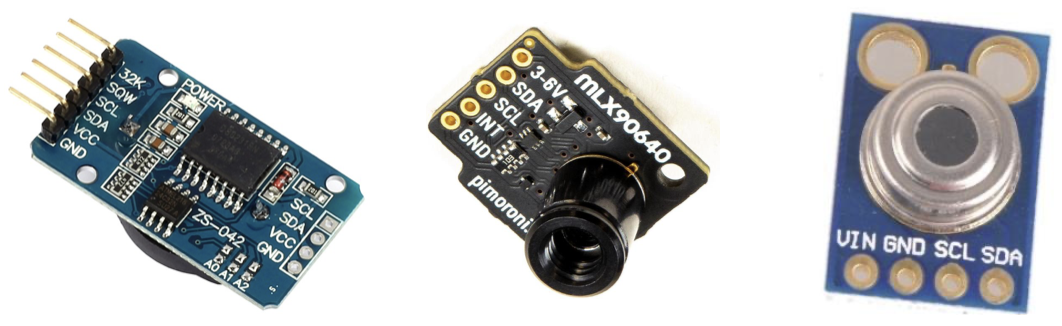 32K
SQW
SCL
SDA
VCC
GND
POWER
ZS-042
SCL
SDA
VCC
GND
A0 A1 A2
3-6V
SDA
SCL
INT
GND
MLX90640
pimoroni
VIN GND SCL SDA